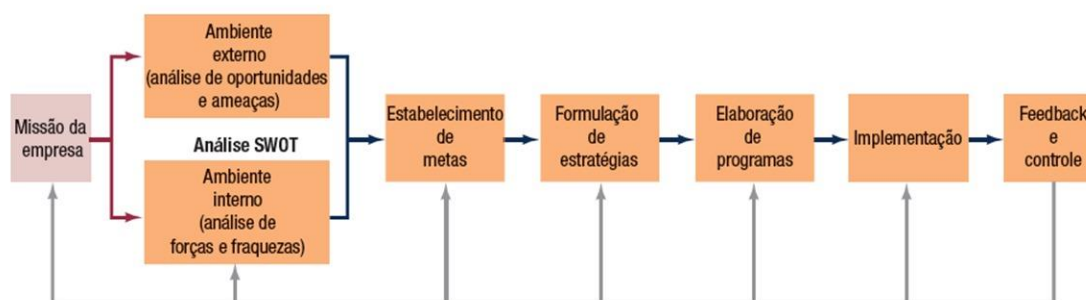 Missão da
empresa
Ambiente
externo
(análise de oportunidades
e ameaças)
Análise SWOT
Ambiente
interno
(análise de
forças e fraquezas)
Estabelecimento
de
metas
Formulação
de
estratégias
Elaboração
de
programas
Implementação
Feedback
e
controle